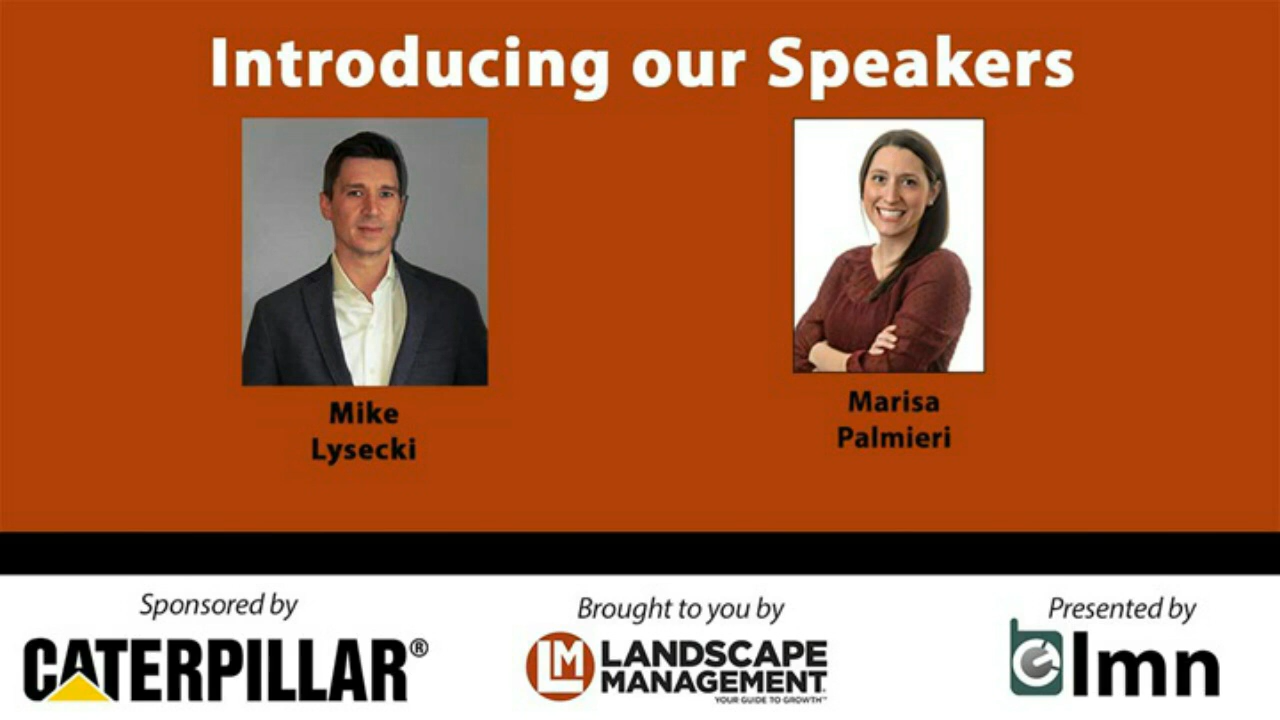 Introducing our Speakers
Mike
Lysecki
Marisa
Palmieri
Sponsored by
CATERPILLAR®
Brought to you by
LM LANDSCAPE
MANAGEMENT
YOUR GUIDE TO GROWTH™
Presented by
lmn